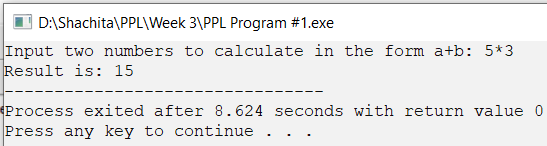 D:\Shachita\PPL\Week 3\PPL Program #1.exe
Input two numbers to calculate in the form a+b: 5*3
Result is: 15
--------------------------------
Process exited after 8.624 seconds with return value 0
Press any key to continue . . .